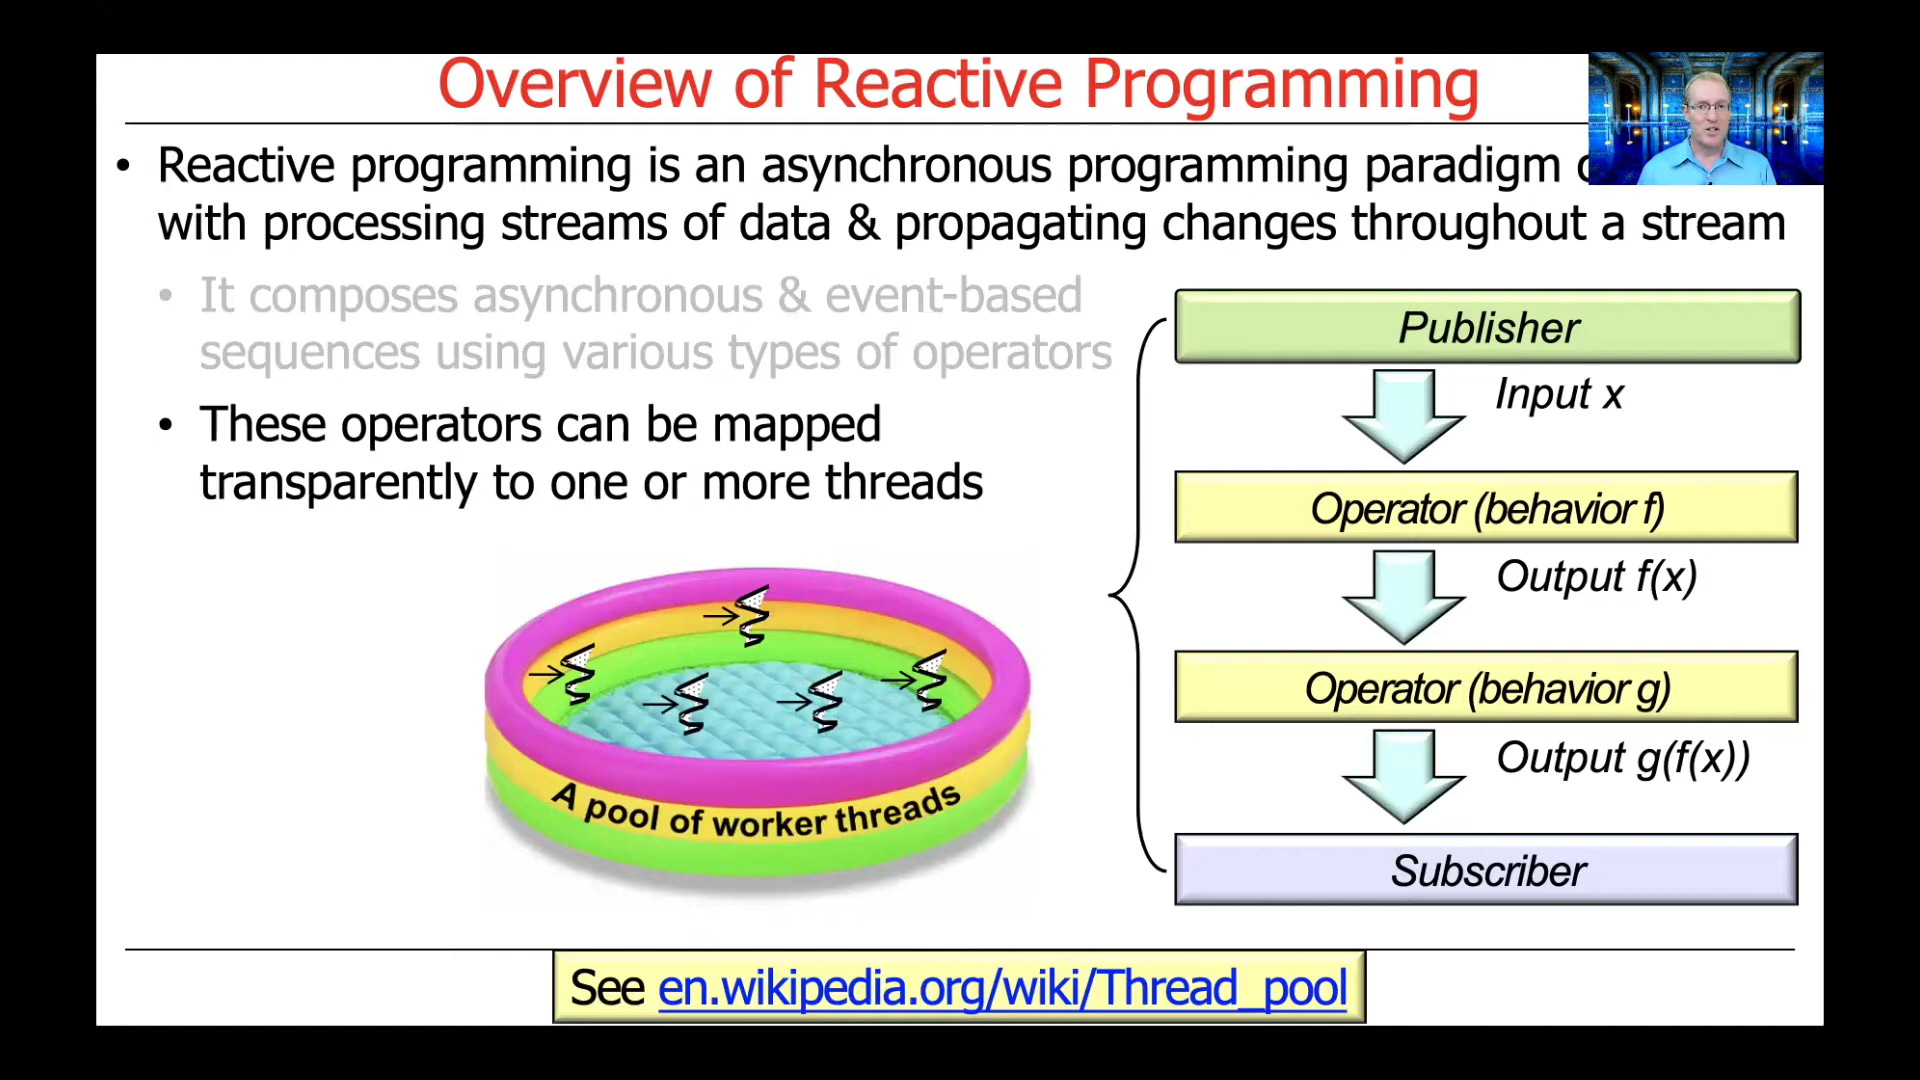 Overview of Reactive Programming
• Reactive programming is an asynchronous programming paradigm
with processing streams of data & propagating changes throughout a stream
• It composes asynchronous & event-based
sequences using various types of operators
• These operators can be mapped
transparently to one or more threads
A pool of worker threads
Publisher
Input x
Operator (behavior f)
Output f(x)
Operator (behavior g)
Output g(f(x))
Subscriber
See en.wikipedia.org/wiki/Thread_pool